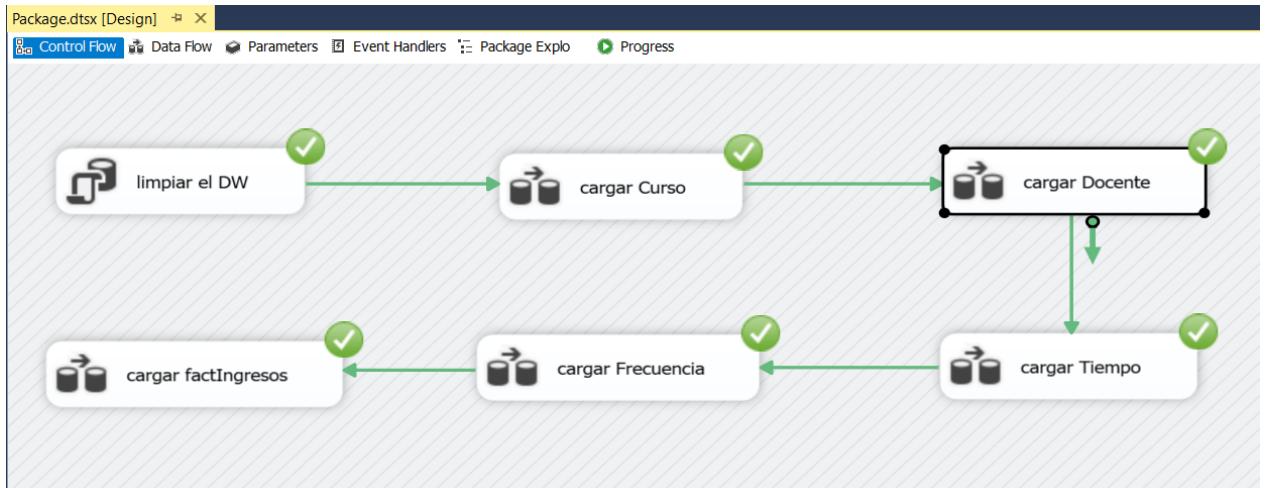 Package.dtsx [Design]
Control Flow Data Flow Parameters Event Handlers Package Explo Progress
limpiar el DW
cargar Curso
cargar Docente
cargar factIngresos
cargar Frecuencia
cargar Tiempo